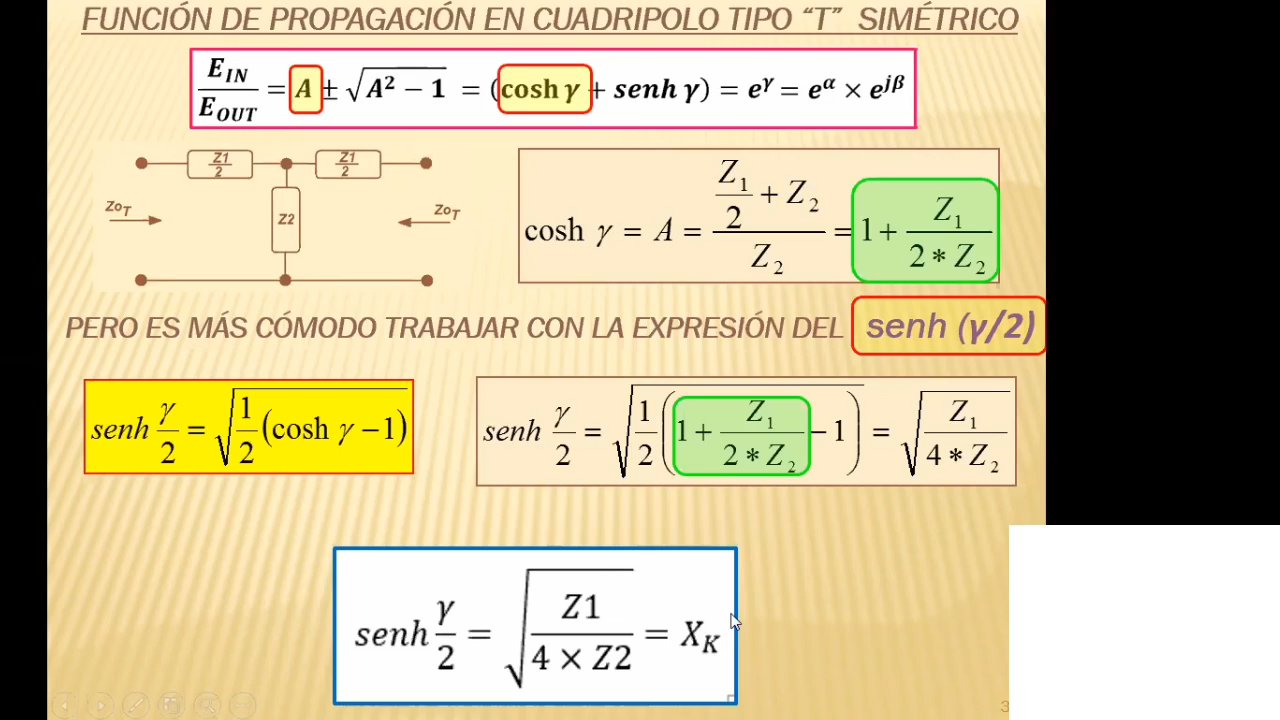 FUNCIÓN DE PROPAGACIÓN EN CUADRIPOLO TIPO “T” SIMÉTRICO
E_IN / E_OUT = A ± √(A² − 1) = (cosh γ + senh γ) = e^γ = e^α × e^jβ
Z1/2 Z1/2
Zo_T Z2 Zo_T
cosh γ = A = (Z₁/2 + Z₂) / Z₂ = 1 + Z₁ / (2 * Z₂)
PERO ES MÁS CÓMODO TRABAJAR CON LA EXPRESIÓN DEL senh (γ/2)
senh γ/2 = √(1/2 (cosh γ − 1))
senh γ/2 = √(1/2 (1 + Z₁ / (2 * Z₂) − 1)) = √(Z₁ / (4 * Z₂))
senh γ/2 = √(Z1 / (4 × Z2)) = X_K
3